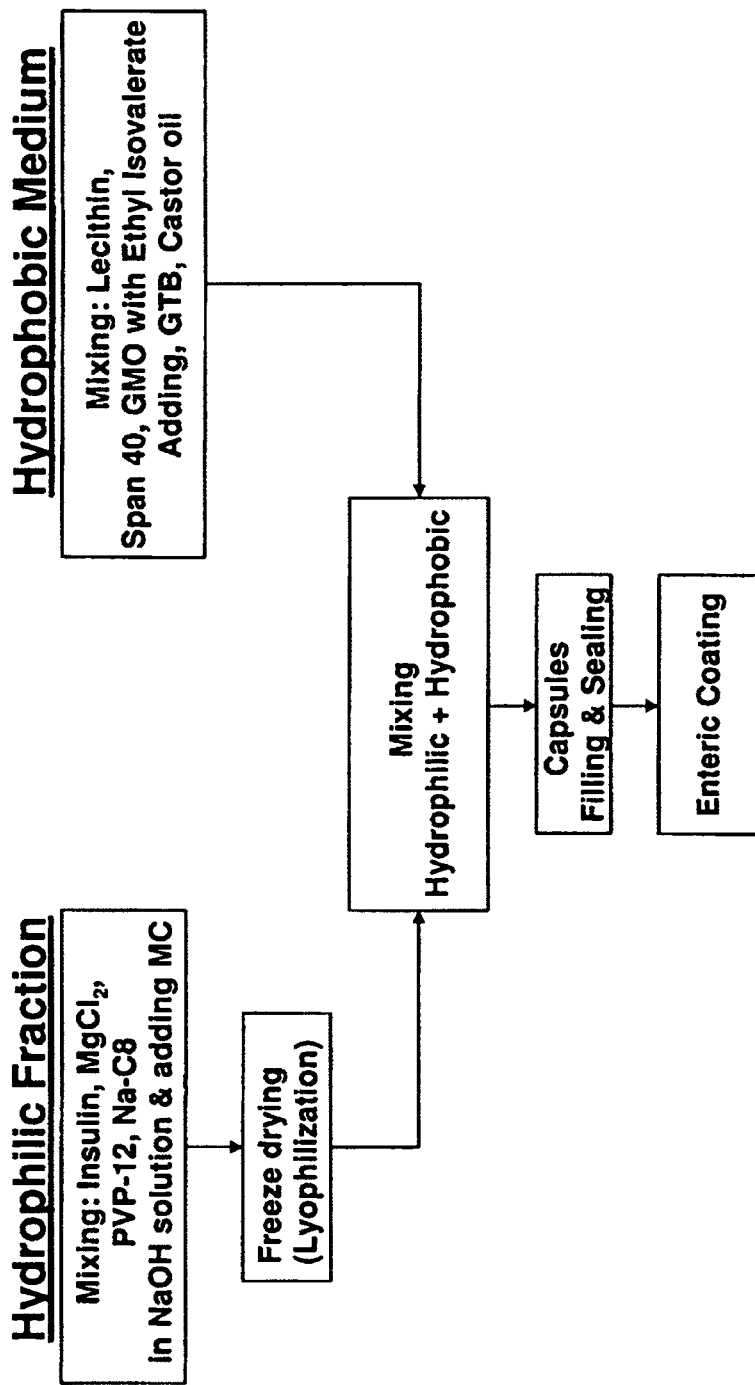 Hydrophilic Fraction
Mixing: Insulin, MgCl₂,
PVP-12, Na-C8
in NaOH solution & adding MC
Freeze drying
(Lyophilization)
Hydrophobic Medium
Mixing: Lecithin,
Span 40, GMO with Ethyl Isovalerate
Adding, GTB, Castor oil
Mixing
Hydrophilic + Hydrophobic
Capsules
Filling & Sealing
Enteric Coating